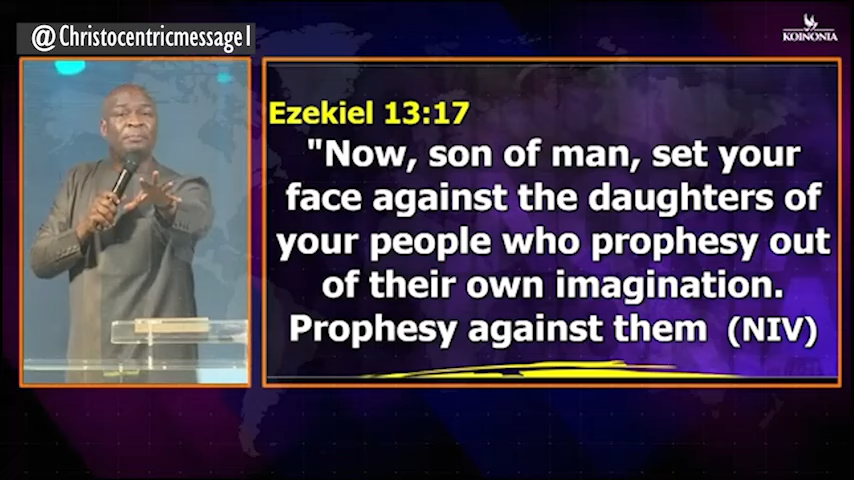 @Christocentricmessage1
KOINONIA
Ezekiel 13:17
"Now, son of man, set your
face against the daughters of
your people who prophesy out
of their own imagination.
Prophesy against them (NIV)